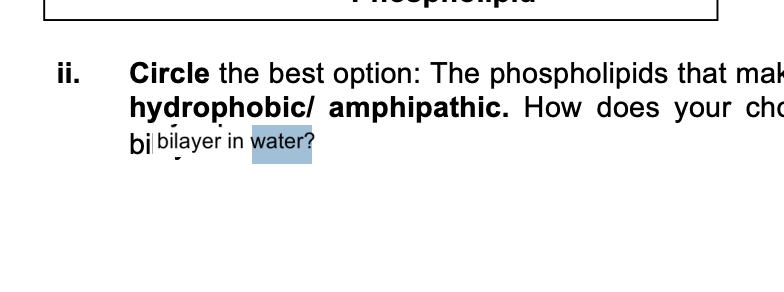 Phospholipid
ii. Circle the best option: The phospholipids that mak
hydrophobic/ amphipathic. How does your cho
bi bilayer in water?